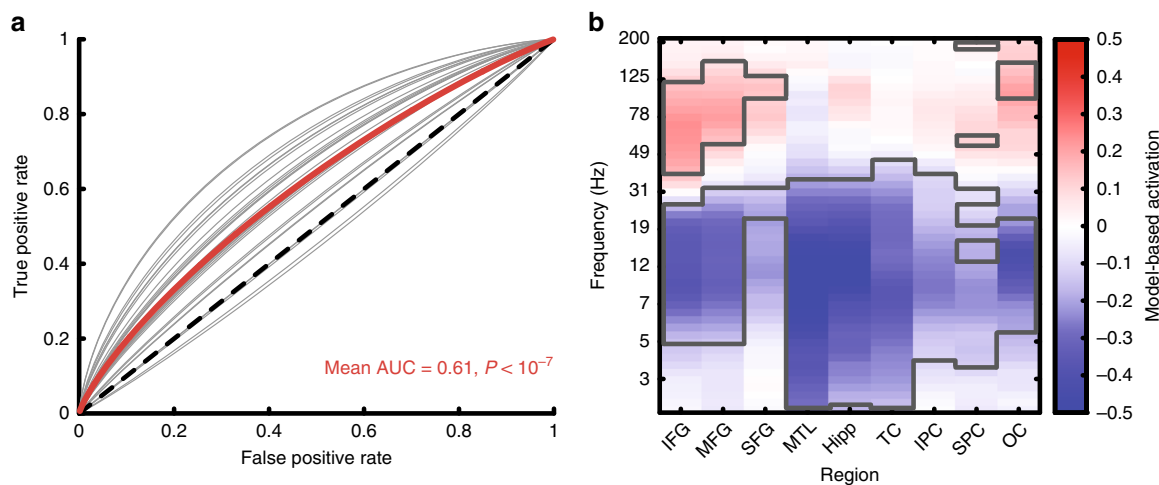 a
1
0.8
0.6
0.4
0.2
0
True positive rate
Mean AUC = 0.61, P < 10⁻⁷
0 0.2 0.4 0.6 0.8 1
False positive rate
b
200
125
78
49
31
19
12
7
5
3
Frequency (Hz)
IFG MFG SFG MTL Hipp TC IPC SPC OC
Region
0.5
0.4
0.3
0.2
0.1
0
−0.1
−0.2
−0.3
−0.4
−0.5
Model-based activation